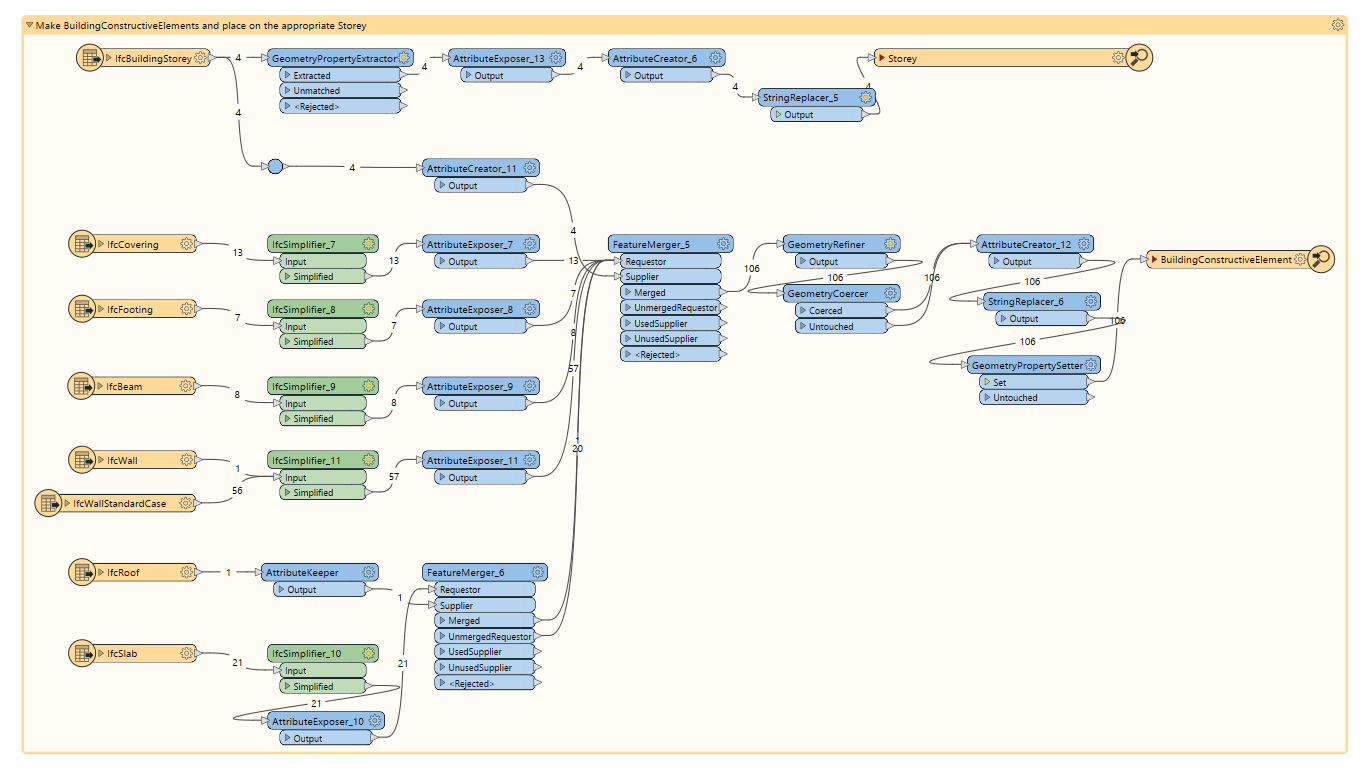 Make BuildingConstructiveElements and place on the appropriate Storey
IfcBuildingStorey
4
GeometryPropertyExtractor
Extracted
Unmatched
<Rejected>
4
AttributeExposer_13
Output
4
AttributeCreator_6
Output
4
StringReplacer_5
Output
4
Storey
4
4
AttributeCreator_11
Output
4
IfcCovering
13
IfcSimplifier_7
Input
Simplified
13
AttributeExposer_7
Output
13
IfcFooting
7
IfcSimplifier_8
Input
Simplified
7
AttributeExposer_8
Output
7
IfcBeam
8
IfcSimplifier_9
Input
Simplified
8
AttributeExposer_9
Output
8
IfcWall
1
IfcWallStandardCase
56
IfcSimplifier_11
Input
Simplified
57
AttributeExposer_11
Output
57
IfcRoof
1
AttributeKeeper
Output
1
IfcSlab
21
IfcSimplifier_10
Input
Simplified
21
AttributeExposer_10
Output
21
FeatureMerger_6
Requestor
Supplier
Merged
UnmergedRequestor
UsedSupplier
UnusedSupplier
<Rejected>
1
20
FeatureMerger_5
Requestor
Supplier
Merged
UnmergedRequestor
UsedSupplier
UnusedSupplier
<Rejected>
106
GeometryRefiner
Output
106
GeometryCoercer
Coerced
Untouched
106
AttributeCreator_12
Output
106
StringReplacer_6
Output
106
GeometryPropertySetter
Set
Untouched
106
BuildingConstructiveElement